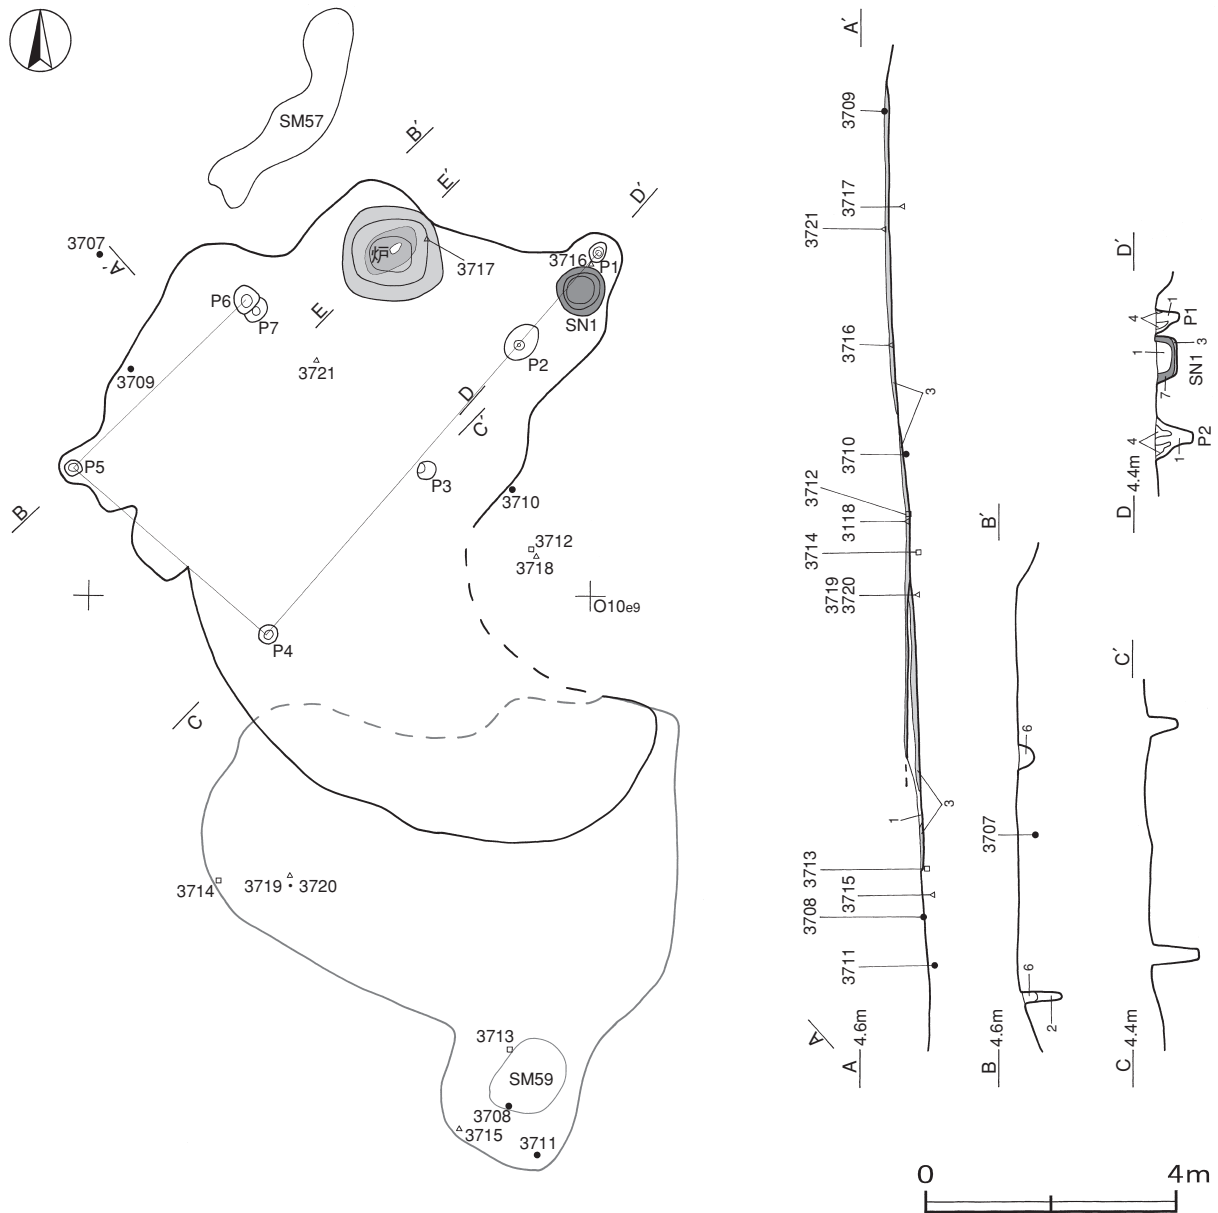 SM57
B´
E´
D´
3707
A´
炉
3717
3716
P1
P6
P7
E
SN1
P2
3721
3709
D
C´
P5
P3
3710
B
3712
3718
O10e9
P4
C
3714
3719
3720
3713
SM59
3708
3715
3711
A
A´
3709
3717
3721
3716
3
3710
3712
3118
3714
3719
3720
3
1
3713
3715
3708
3711
A
4.6m
B´
6
3707
6
2
B
4.6m
D´
1
4
P1
1
3
SN1
7
4
1
P2
D
4.4m
C´
C
4.4m
0
4m